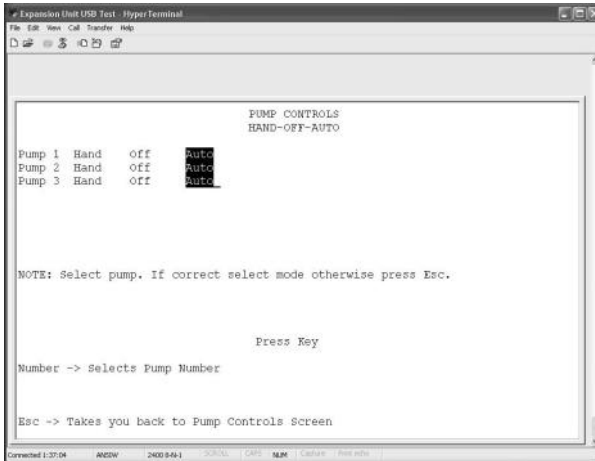 Expansion Unit USB Test - HyperTerminal
File Edit View Call Transfer Help
PUMP CONTROLS
HAND-OFF-AUTO
Pump 1 Hand Off Auto
Pump 2 Hand Off Auto
Pump 3 Hand Off Auto
NOTE: Select pump. If correct select mode otherwise press Esc.
Press Key
Number -> Selects Pump Number
Esc -> Takes you back to Pump Controls Screen
Connected 1:37:04 ANSIW 2400 8-N-1 SCROLL CAPS NUM Capture Print echo